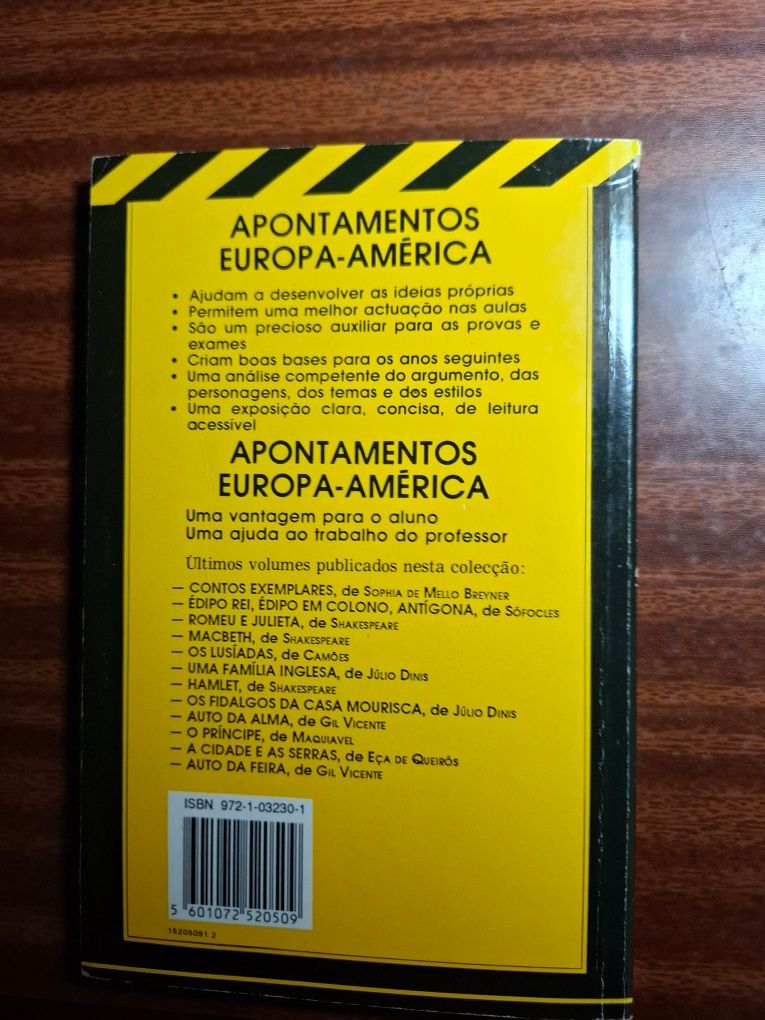 APONTAMENTOS
EUROPA-AMÉRICA
• Ajudam a desenvolver as ideias próprias
• Permitem uma melhor actuação nas aulas
• São um precioso auxiliar para as provas e
exames
• Criam boas bases para os anos seguintes
• Uma análise competente do argumento, das
personagens, dos temas e dos estilos
• Uma exposição clara, concisa, de leitura
acessível
APONTAMENTOS
EUROPA-AMÉRICA
Uma vantagem para o aluno
Uma ajuda ao trabalho do professor
Últimos volumes publicados nesta colecção:
— CONTOS EXEMPLARES, de SOPHIA DE MELLO BREYNER
— ÉDIPO REI, ÉDIPO EM COLONO, ANTÍGONA, de SÓFOCLES
— ROMEU E JULIETA, de SHAKESPEARE
— MACBETH, de SHAKESPEARE
— OS LUSÍADAS, de CAMÕES
— UMA FAMÍLIA INGLESA, de JÚLIO DINIS
— HAMLET, de SHAKESPEARE
— OS FIDALGOS DA CASA MOURISCA, de JÚLIO DINIS
— AUTO DA ALMA, de GIL VICENTE
— O PRÍNCIPE, de MAQUIAVEL
— A CIDADE E AS SERRAS, de EÇA DE QUEIRÓS
— AUTO DA FEIRA, de GIL VICENTE
ISBN 972-1-03230-1
5 601072 520509
15205091 2